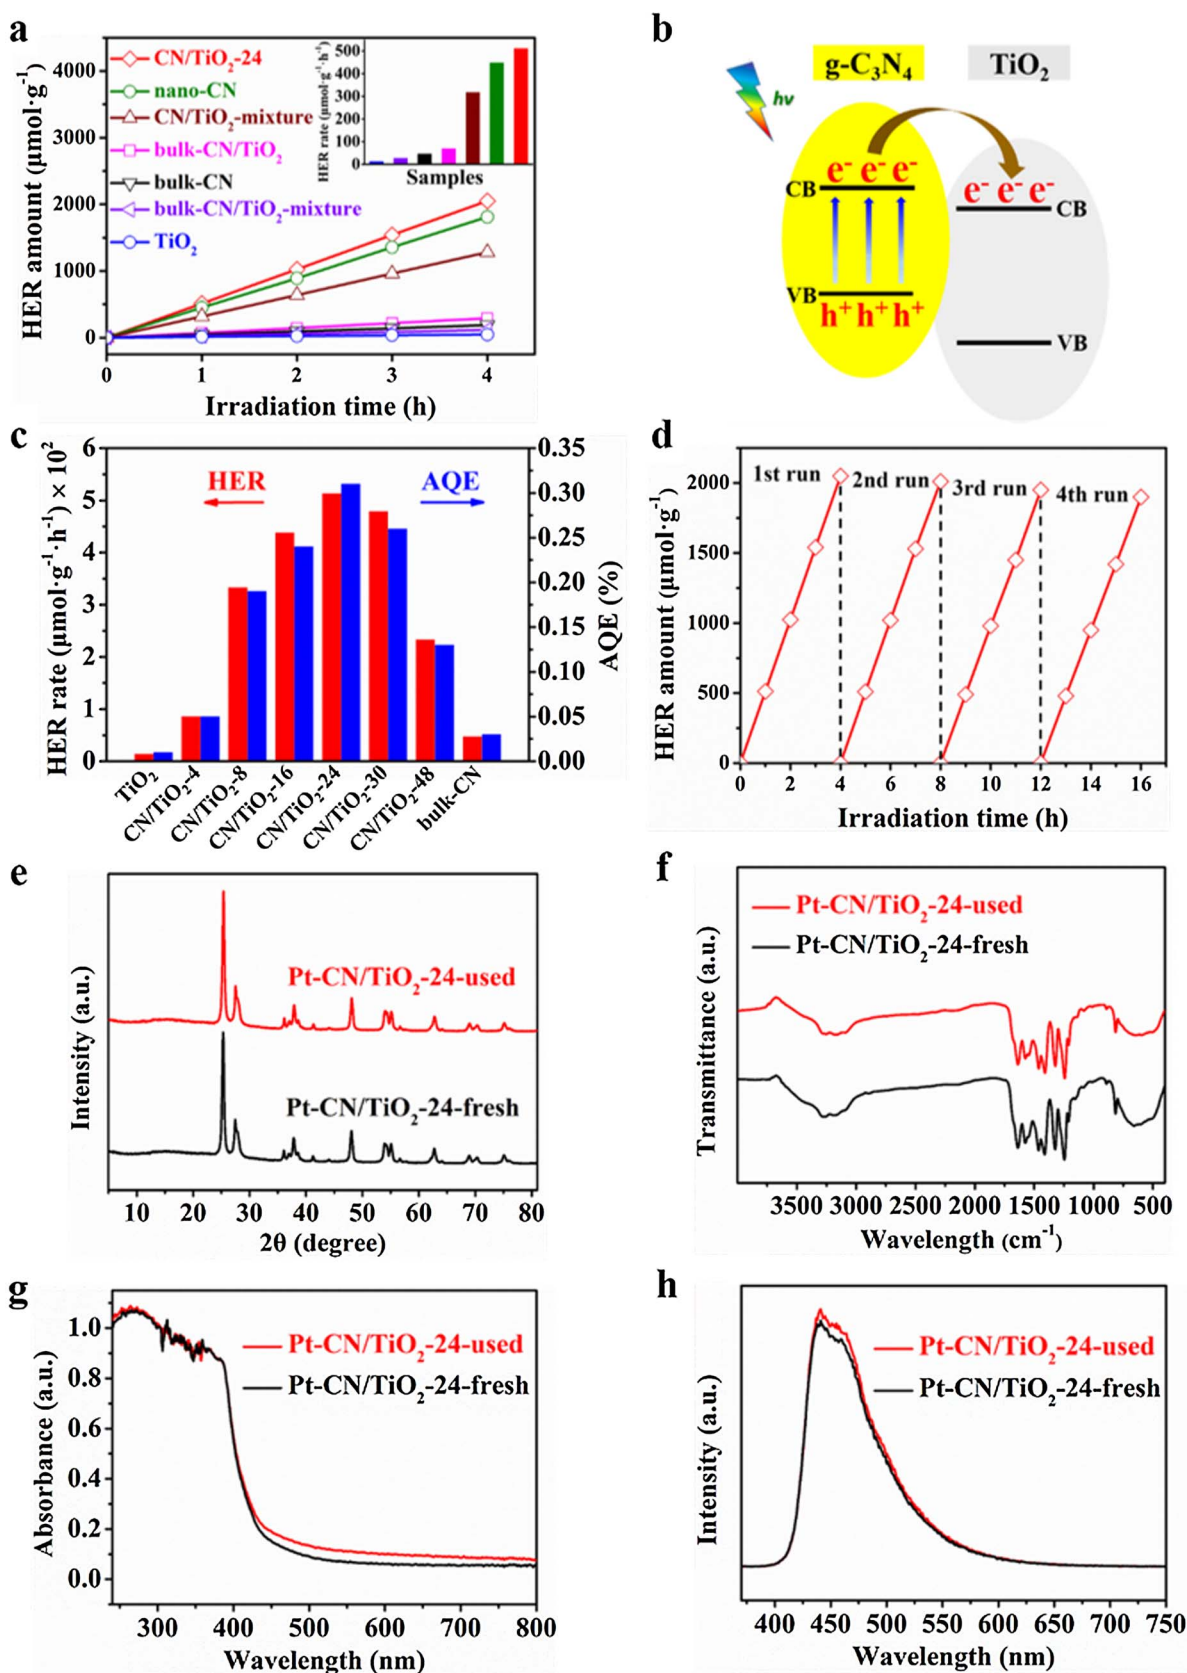 a
HER amount (μmol·g⁻¹)
4000
3000
2000
1000
0
CN/TiO₂-24
nano-CN
CN/TiO₂-mixture
bulk-CN/TiO₂
bulk-CN
bulk-CN/TiO₂-mixture
TiO₂
HER rate (μmol·g⁻¹·h⁻¹)
500
400
300
200
100
0
Samples
0 1 2 3 4
Irradiation time (h)
b
g-C₃N₄ TiO₂
hν
e⁻ e⁻ e⁻
e⁻ e⁻ e⁻
CB
CB
VB
h⁺ h⁺ h⁺
VB
c
HER rate (μmol·g⁻¹·h⁻¹) × 10²
6
5
4
3
2
1
0
HER AQE
0.35
0.30
0.25
0.20
0.15
0.10
0.05
0.00
AQE (%)
TiO₂
CN/TiO₂-4
CN/TiO₂-8
CN/TiO₂-16
CN/TiO₂-24
CN/TiO₂-30
CN/TiO₂-48
bulk-CN
d
HER amount (μmol·g⁻¹)
2000
1500
1000
500
0
1st run 2nd run 3rd run 4th run
0 2 4 6 8 10 12 14 16
Irradiation time (h)
e
Intensity (a.u.)
Pt-CN/TiO₂-24-used
Pt-CN/TiO₂-24-fresh
10 20 30 40 50 60 70 80
2θ (degree)
f
Transmittance (a.u.)
Pt-CN/TiO₂-24-used
Pt-CN/TiO₂-24-fresh
3500 3000 2500 2000 1500 1000 500
Wavelength (cm⁻¹)
g
Absorbance (a.u.)
1.0
0.8
0.6
0.4
0.2
0.0
Pt-CN/TiO₂-24-used
Pt-CN/TiO₂-24-fresh
300 400 500 600 700 800
Wavelength (nm)
h
Intensity (a.u.)
Pt-CN/TiO₂-24-used
Pt-CN/TiO₂-24-fresh
400 450 500 550 600 650 700 750
Wavelength (nm)